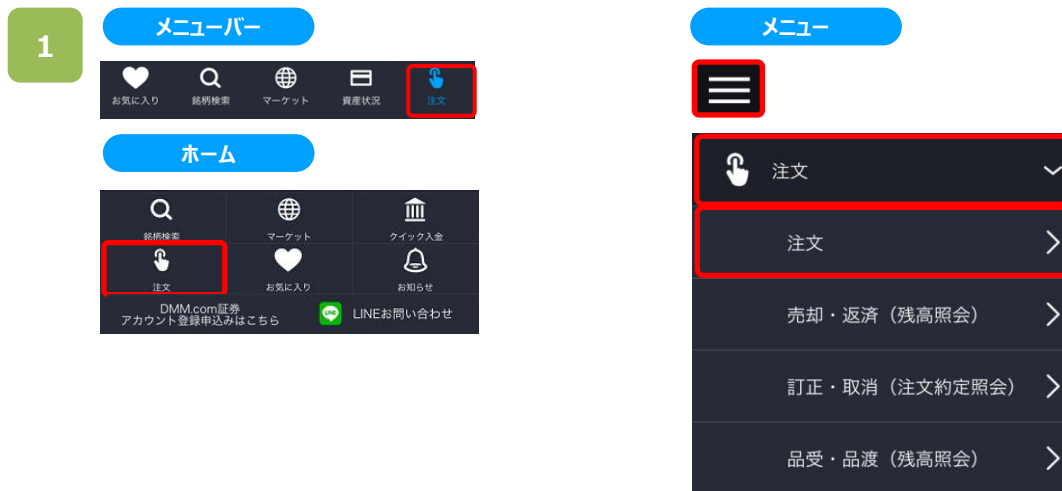 1
メニューバー
お気に入り 銘柄検索 マーケット 資産状況 注文
ホーム
銘柄検索 マーケット クイック入金
注文 お気に入り お知らせ
DMM.com証券
アカウント登録申込みはこちら
LINE LINEお問い合わせ
メニュー
注文
注文
売却・返済（残高照会）
訂正・取消（注文約定照会）
品受・品渡（残高照会）